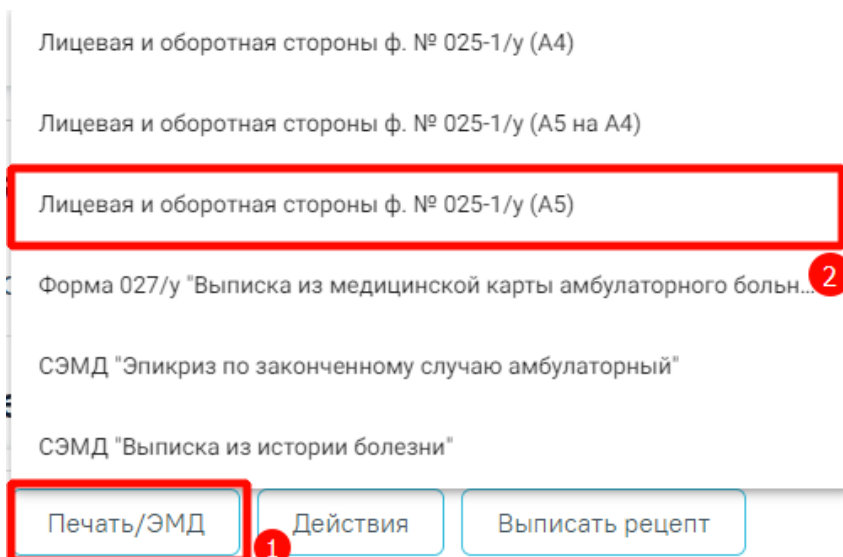 Лицевая и оборотная стороны ф. № 025-1/у (А4)
Лицевая и оборотная стороны ф. № 025-1/у (А5 на А4)
Лицевая и оборотная стороны ф. № 025-1/у (А5)
Форма 027/у "Выписка из медицинской карты амбулаторного больн... 2
СЭМД "Эпикриз по законченному случаю амбулаторный"
СЭМД "Выписка из истории болезни"
Печать/ЭМД 1 Действия Выписать рецепт